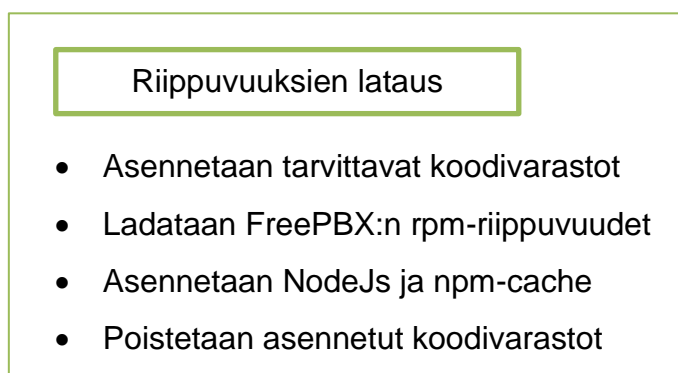 Riippuvuuksien lataus
• Asennetaan tarvittavat koodivarastot
• Ladataan FreePBX:n rpm-riippuvuudet
• Asennetaan NodeJs ja npm-cache
• Poistetaan asennetut koodivarastot